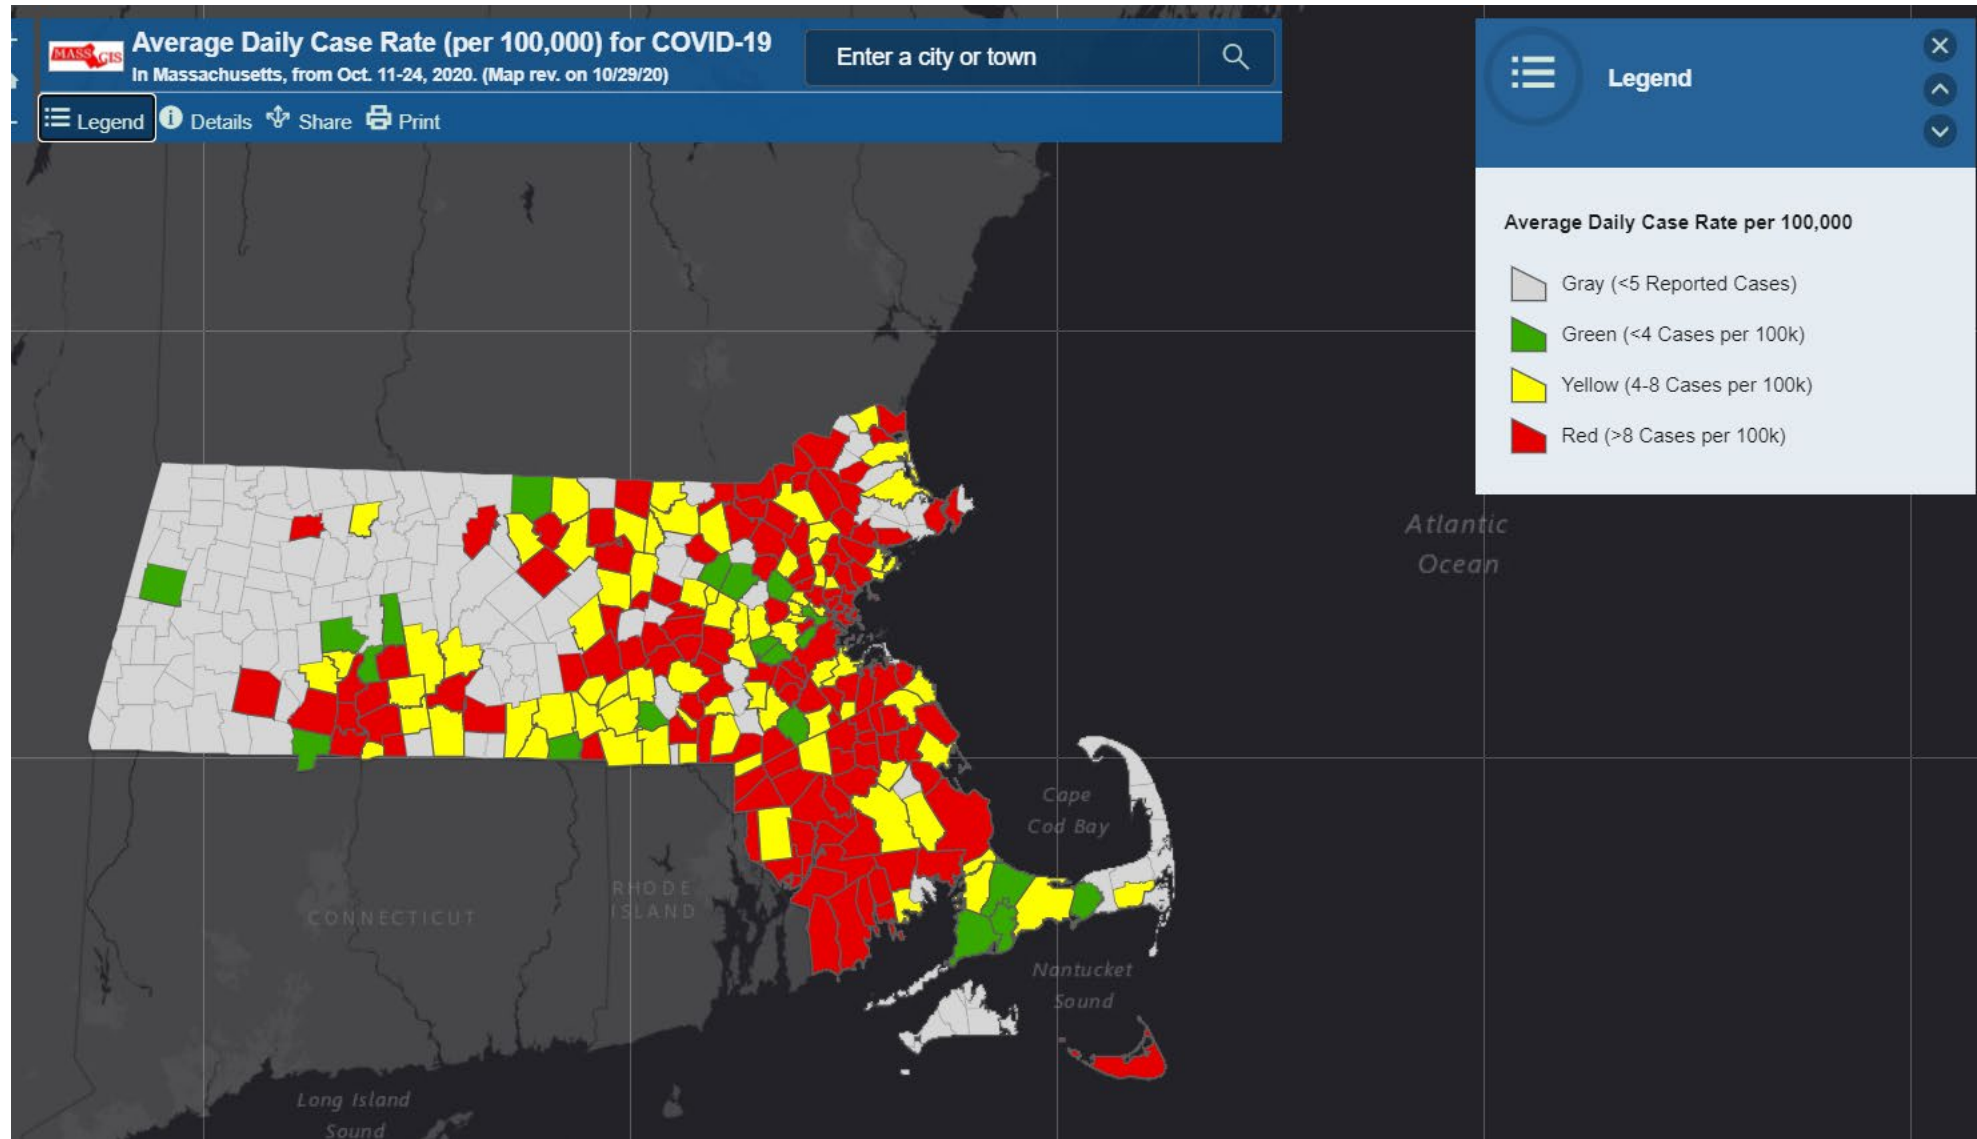 MASS GIS
Average Daily Case Rate (per 100,000) for COVID-19
In Massachusetts, from Oct. 11-24, 2020. (Map rev. on 10/29/20)
Enter a city or town
Legend
Details
Share
Print
Legend
Average Daily Case Rate per 100,000
Gray (<5 Reported Cases)
Green (<4 Cases per 100k)
Yellow (4-8 Cases per 100k)
Red (>8 Cases per 100k)
Atlantic
Ocean
Cape
Cod Bay
RHODE
ISLAND
CONNECTICUT
Nantucket
Sound
Long Island
Sound